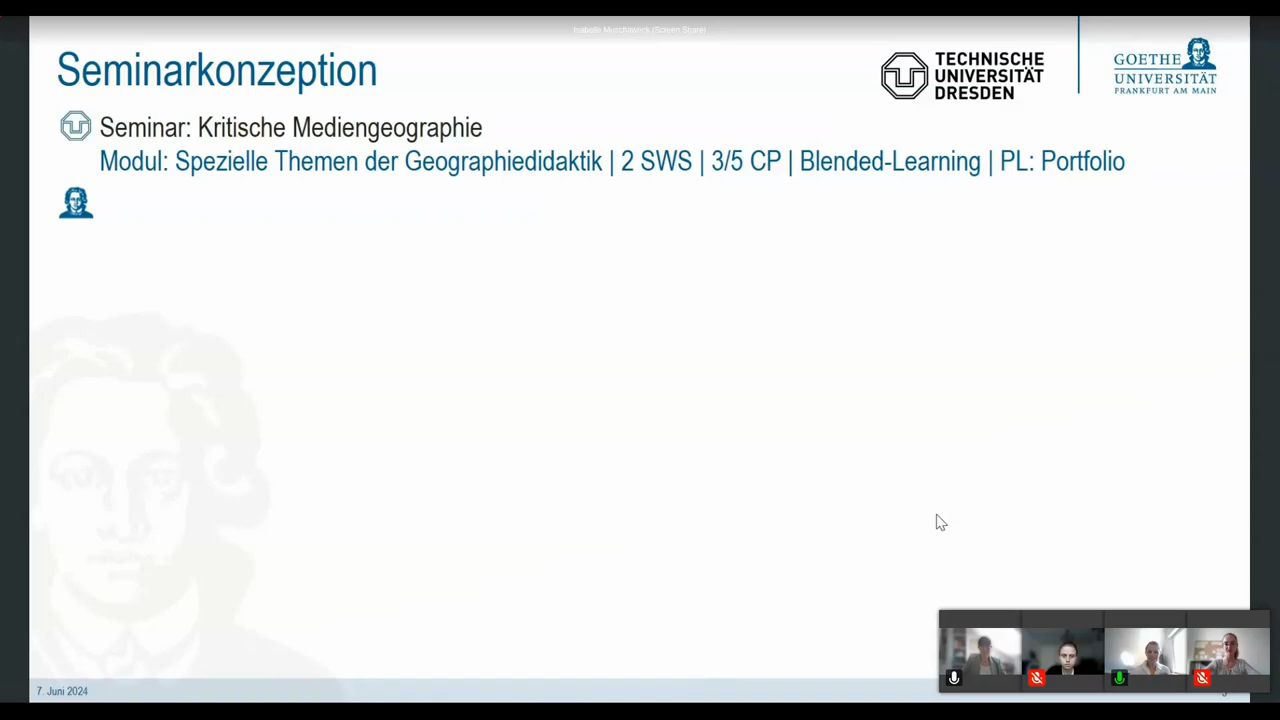 Seminarkonzeption
TECHNISCHE
UNIVERSITÄT
DRESDEN
GOETHE
UNIVERSITÄT
FRANKFURT AM MAIN
Seminar: Kritische Mediengeographie
Modul: Spezielle Themen der Geographiedidaktik | 2 SWS | 3/5 CP | Blended-Learning | PL: Portfolio
7. Juni 2024